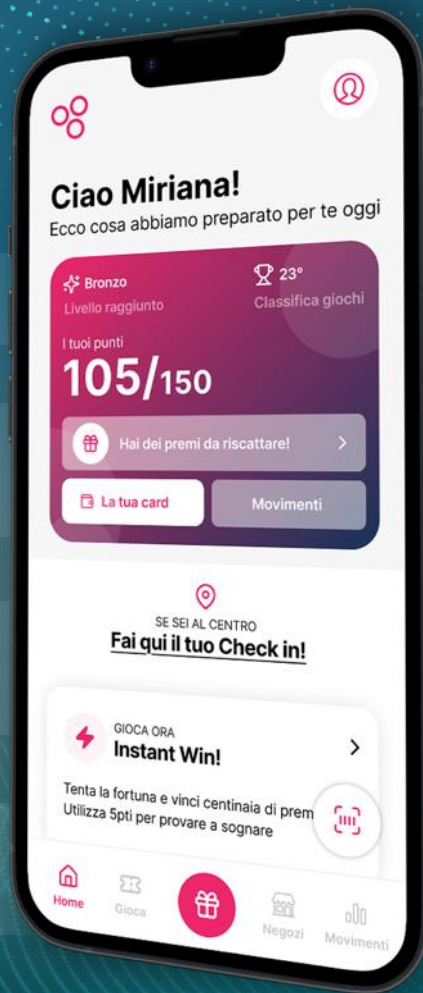 Ciao Miriana!
Ecco cosa abbiamo preparato per te oggi
Bronzo
Livello raggiunto
23°
Classifica giochi
I tuoi punti
105/150
Hai dei premi da riscattare!
La tua card
Movimenti
SE SEI AL CENTRO
Fai qui il tuo Check in!
GIOCA ORA
Instant Win!
Tenta la fortuna e vinci centinaia di prem
Utilizza 5pti per provare a sognare
Home
Gioca
Negozi
Movimenti